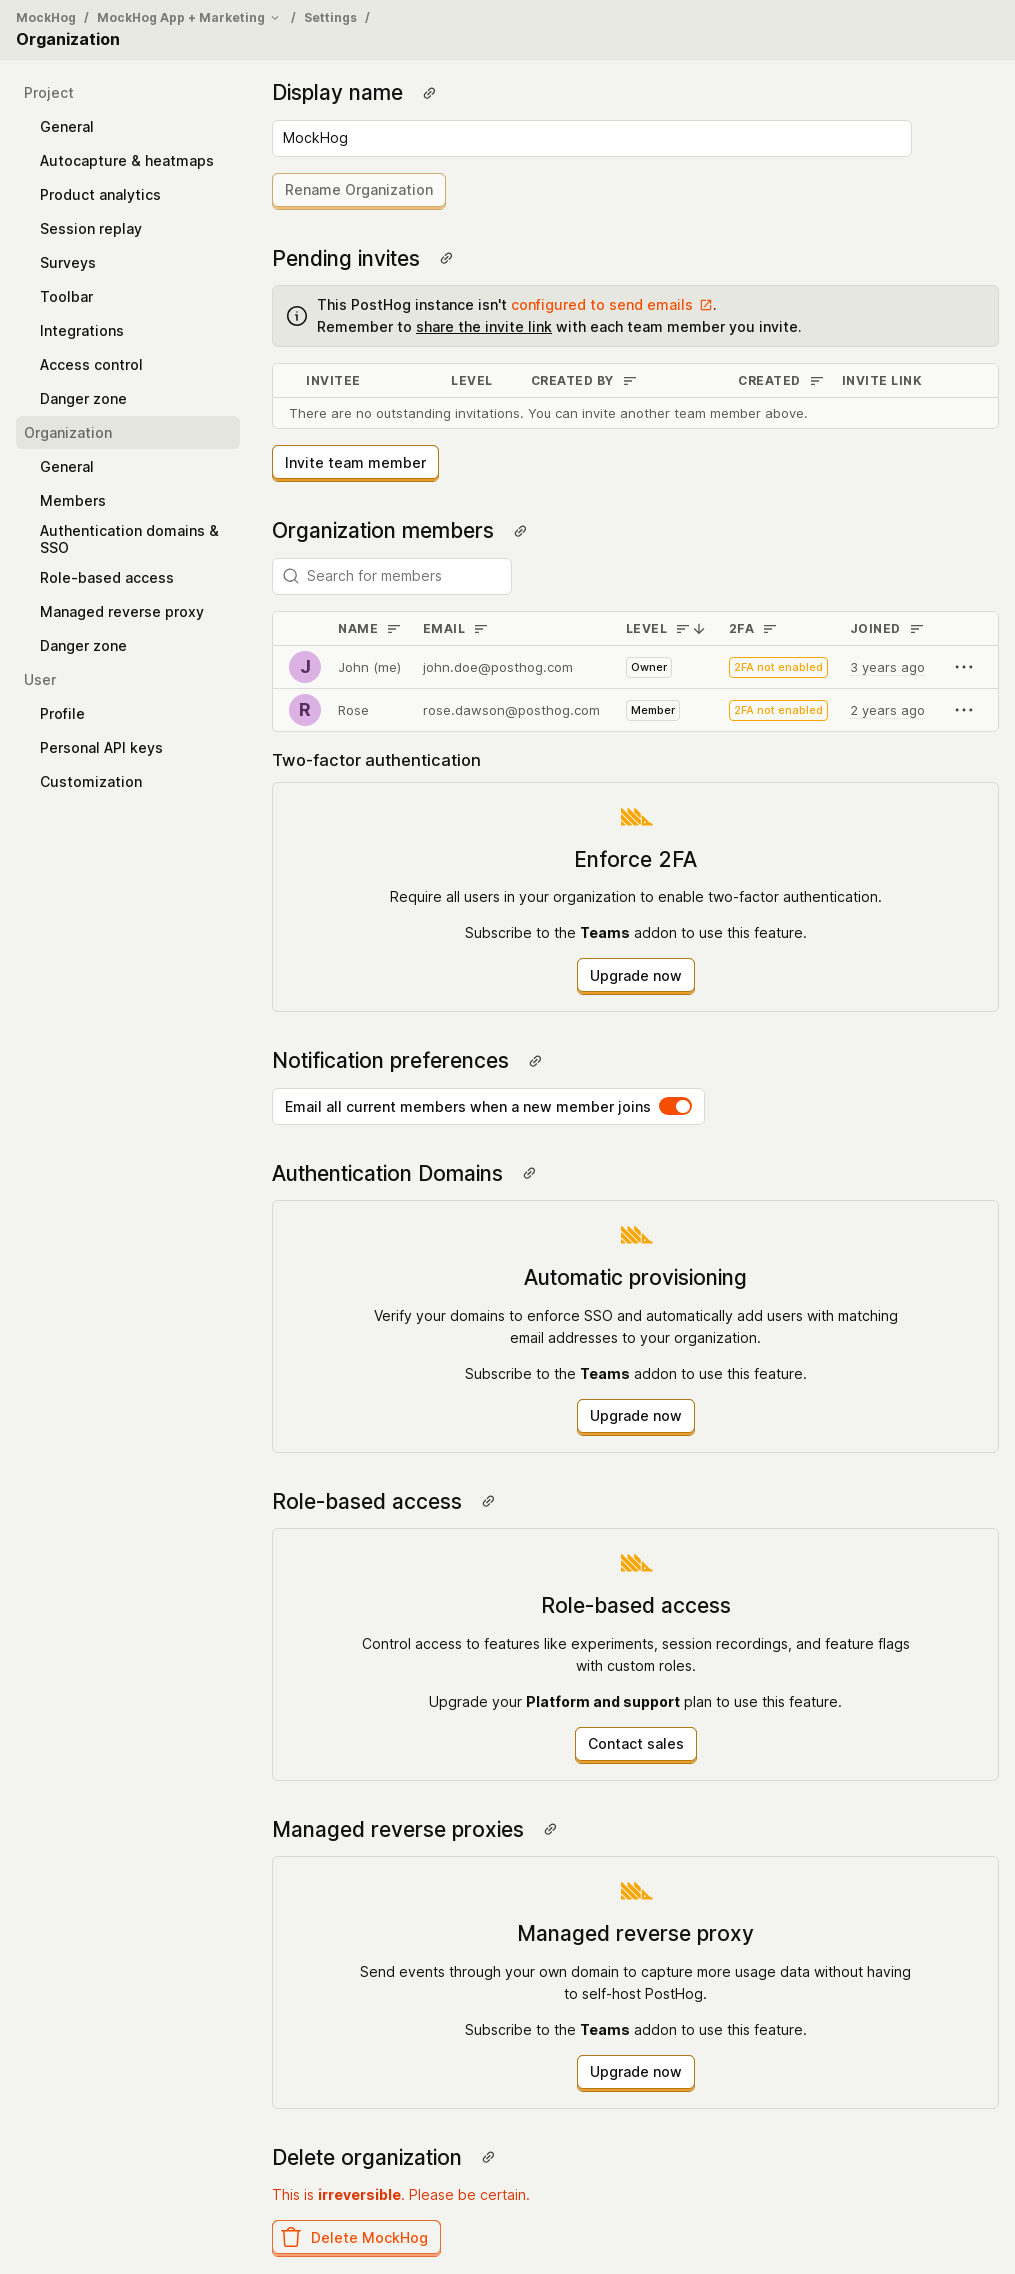 MockHog / MockHog App + Marketing / Settings /
Organization
Project
General
Autocapture & heatmaps
Product analytics
Session replay
Surveys
Toolbar
Integrations
Access control
Danger zone
Organization
General
Members
Authentication domains &
SSO
Role-based access
Managed reverse proxy
Danger zone
User
Profile
Personal API keys
Customization
Display name
MockHog
Rename Organization
Pending invites
This PostHog instance isn't configured to send emails .
Remember to share the invite link with each team member you invite.
INVITEE LEVEL CREATED BY CREATED INVITE LINK
There are no outstanding invitations. You can invite another team member above.
Invite team member
Organization members
Search for members
NAME EMAIL LEVEL 2FA JOINED
J John (me) john.doe@posthog.com Owner 2FA not enabled 3 years ago
R Rose rose.dawson@posthog.com Member 2FA not enabled 2 years ago
Two-factor authentication
Enforce 2FA
Require all users in your organization to enable two-factor authentication.
Subscribe to the Teams addon to use this feature.
Upgrade now
Notification preferences
Email all current members when a new member joins
Authentication Domains
Automatic provisioning
Verify your domains to enforce SSO and automatically add users with matching
email addresses to your organization.
Subscribe to the Teams addon to use this feature.
Upgrade now
Role-based access
Role-based access
Control access to features like experiments, session recordings, and feature flags
with custom roles.
Upgrade your Platform and support plan to use this feature.
Contact sales
Managed reverse proxies
Managed reverse proxy
Send events through your own domain to capture more usage data without having
to self-host PostHog.
Subscribe to the Teams addon to use this feature.
Upgrade now
Delete organization
This is irreversible. Please be certain.
Delete MockHog